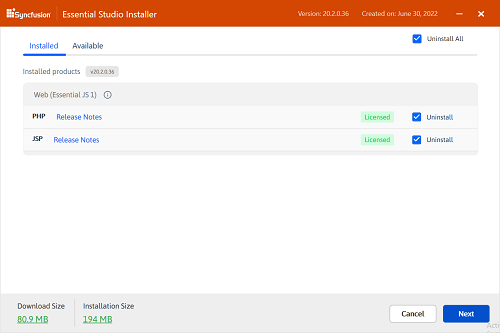 Syncfusion Essential Studio Installer Version: 20.2.0.36 Created on: June 30, 2022
Installed Available Uninstall All
Installed products v20.2.0.36
Web (Essential JS 1)
PHP Release Notes Licensed Uninstall
JSP Release Notes Licensed Uninstall
Download Size Installation Size
80.9 MB 194 MB
Cancel Next